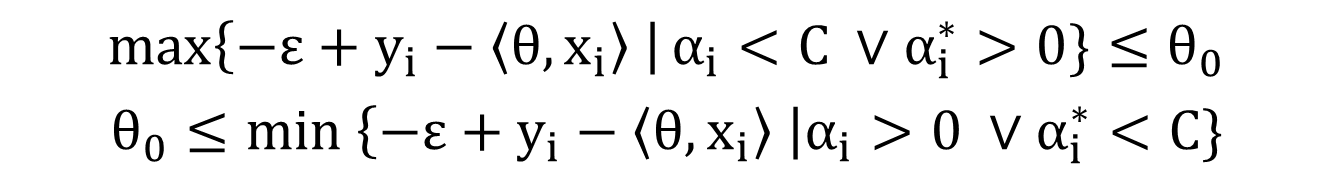 max{−ε + yᵢ − ⟨θ, xᵢ⟩ | αᵢ < C ∨ αᵢ* > 0} ≤ θ₀
θ₀ ≤ min {−ε + yᵢ − ⟨θ, xᵢ⟩ |αᵢ > 0 ∨ αᵢ* < C}